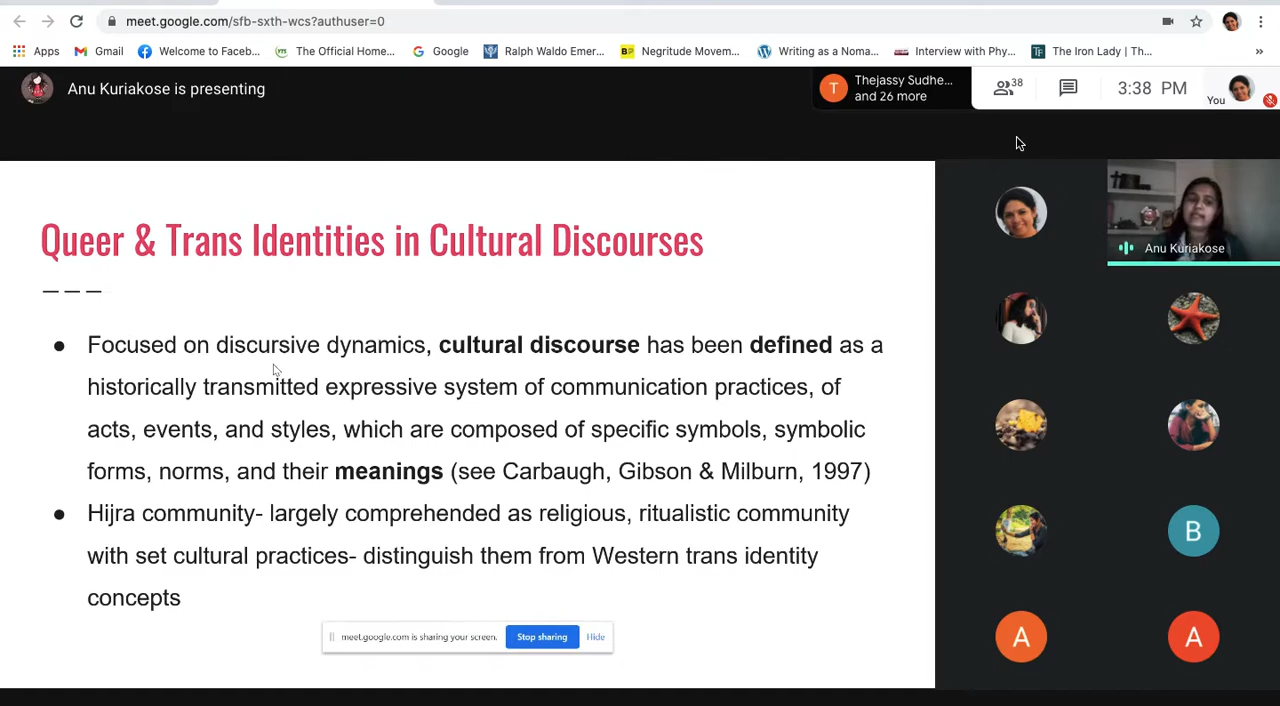 meet.google.com/sfb-sxth-wcs?authuser=0
Apps Gmail Welcome to Faceb... The Official Home... Google Ralph Waldo Emer... Negritude Movem... Writing as a Noma... Interview with Phy... The Iron Lady | Th... »
Anu Kuriakose is presenting
T
Thejassy Sudhe...
and 26 more
38
3:38 PM
You
Queer & Trans Identities in Cultural Discourses
Anu Kuriakose
● Focused on discursive dynamics, cultural discourse has been defined as a
historically transmitted expressive system of communication practices, of
acts, events, and styles, which are composed of specific symbols, symbolic
forms, norms, and their meanings (see Carbaugh, Gibson & Milburn, 1997)
● Hijra community- largely comprehended as religious, ritualistic community
with set cultural practices- distinguish them from Western trans identity
concepts
B
meet.google.com is sharing your screen. Stop sharing Hide
A A